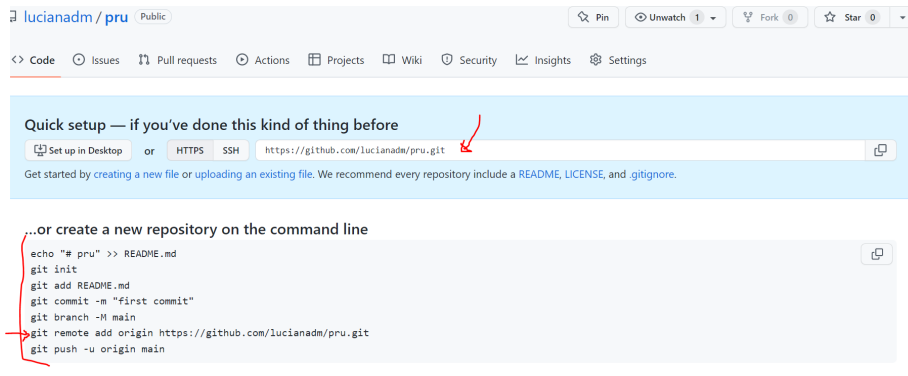 lucianadm / pru Public
Pin Unwatch 1 Fork 0 Star 0
<> Code Issues Pull requests Actions Projects Wiki Security Insights Settings
Quick setup — if you've done this kind of thing before
Set up in Desktop or HTTPS SSH https://github.com/lucianadm/pru.git
Get started by creating a new file or uploading an existing file. We recommend every repository include a README, LICENSE, and .gitignore.
...or create a new repository on the command line
echo "# pru" >> README.md
git init
git add README.md
git commit -m "first commit"
git branch -M main
git remote add origin https://github.com/lucianadm/pru.git
git push -u origin main